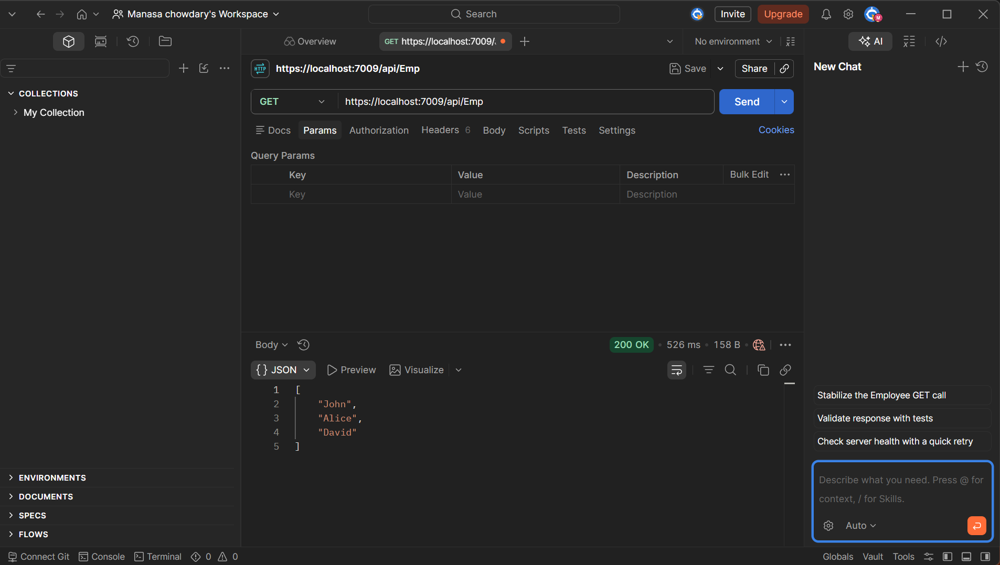 Manasa chowdary's Workspace
Search
Invite
Upgrade
M
Overview
GET https://localhost:7009/
No environment
AI
HTTP https://localhost:7009/api/Emp
Save
Share
New Chat
COLLECTIONS
My Collection
GET
https://localhost:7009/api/Emp
Send
Docs
Params
Authorization
Headers 6
Body
Scripts
Tests
Settings
Cookies
Query Params
Key
Value
Description
Bulk Edit
Key
Value
Description
Body
200 OK
526 ms
158 B
{} JSON
Preview
Visualize
1 [
2 "John",
3 "Alice",
4 "David"
5 ]
Stabilize the Employee GET call
Validate response with tests
Check server health with a quick retry
Describe what you need. Press @ for
context, / for Skills.
Auto
ENVIRONMENTS
DOCUMENTS
SPECS
FLOWS
Connect Git
Console
Terminal
0
0
Globals
Vault
Tools